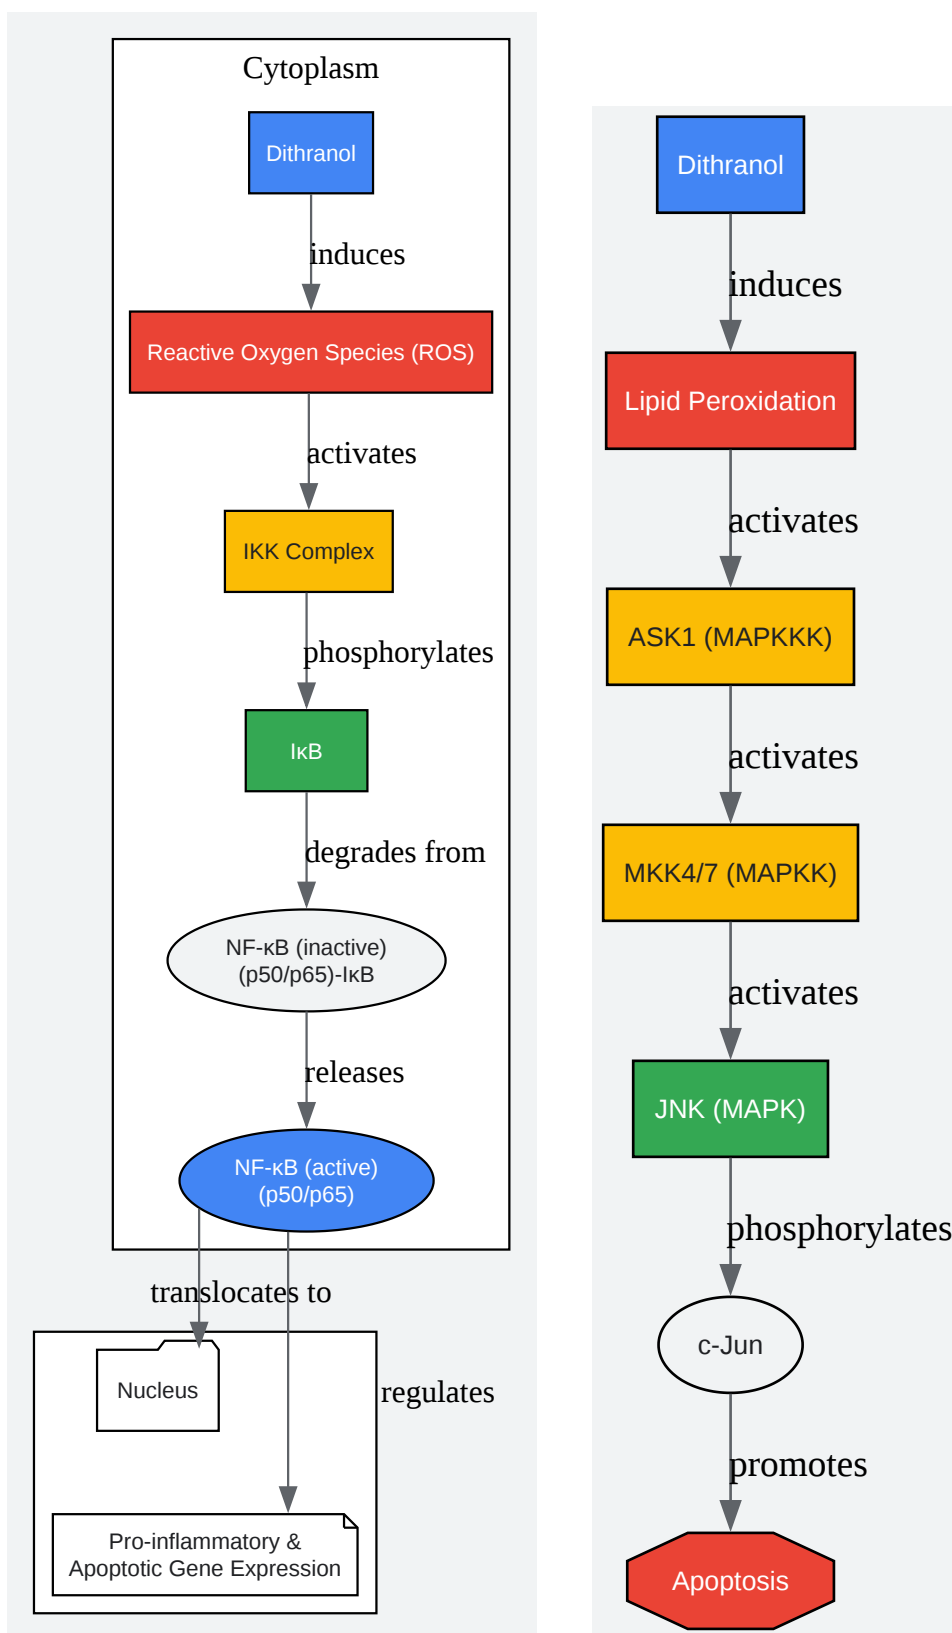 Cytoplasm
Dithranol
induces
Reactive Oxygen Species (ROS)
activates
IKK Complex
phosphorylates
IκB
degrades from
NF-κB (inactive)
(p50/p65)-IκB
releases
NF-κB (active)
(p50/p65)
translocates to
Nucleus
regulates
Pro-inflammatory &
Apoptotic Gene Expression
Dithranol
induces
Lipid Peroxidation
activates
ASK1 (MAPKKK)
activates
MKK4/7 (MAPKK)
activates
JNK (MAPK)
phosphorylates
c-Jun
promotes
Apoptosis